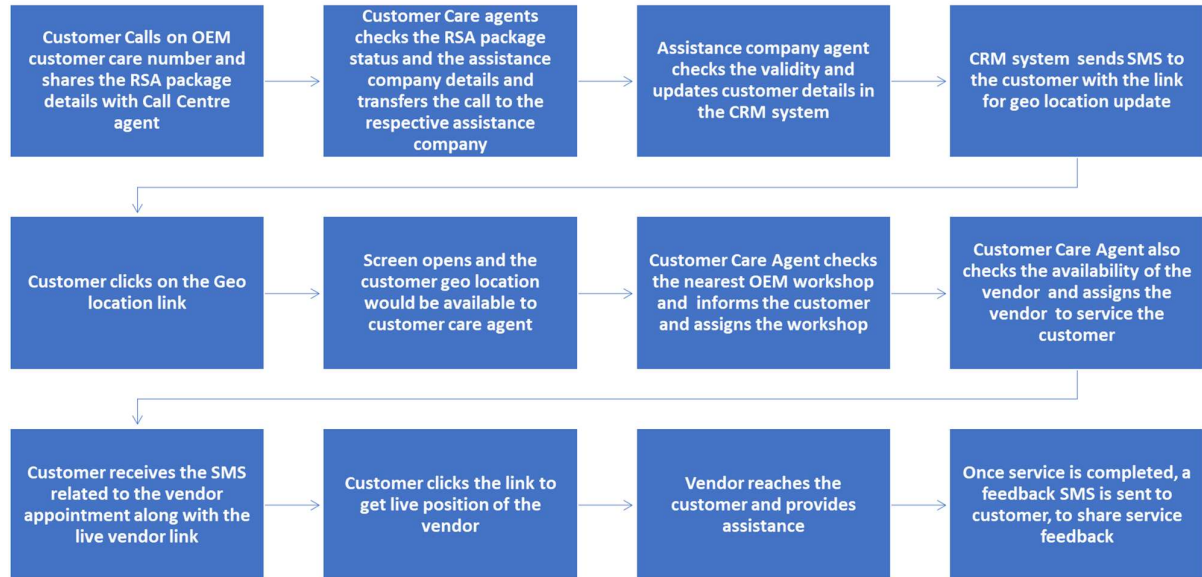 Customer Calls on OEM
customer care number and
shares the RSA package
details with Call Centre
agent
Customer Care agents
checks the RSA package
status and the assistance
company details and
transfers the call to the
respective assistance
company
Assistance company agent
checks the validity and
updates customer details in
the CRM system
CRM system sends SMS to
the customer with the link
for geo location update
Customer clicks on the Geo
location link
Screen opens and the
customer geo location
would be available to
customer care agent
Customer Care Agent checks
the nearest OEM workshop
and informs the customer
and assigns the workshop
Customer Care Agent also
checks the availability of the
vendor and assigns the
vendor to service the
customer
Customer receives the SMS
related to the vendor
appointment along with the
live vendor link
Customer clicks the link to
get live position of the
vendor
Vendor reaches the
customer and provides
assistance
Once service is completed, a
feedback SMS is sent to
customer, to share service
feedback